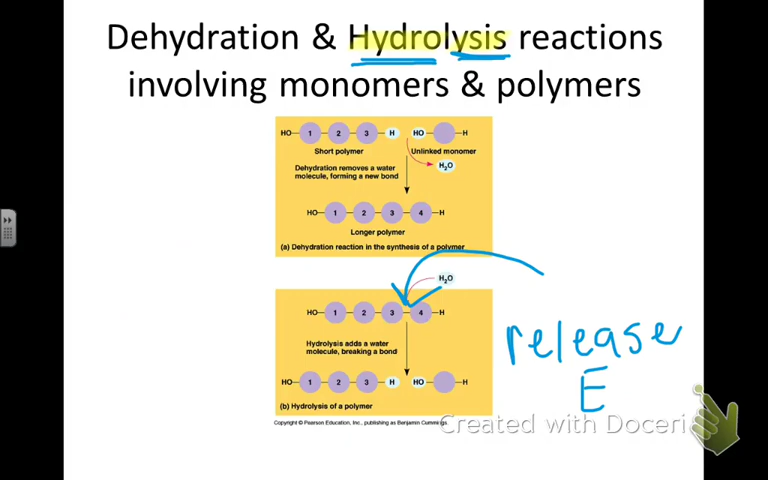 Dehydration & Hydrolysis reactions
involving monomers & polymers
HO 1 2 3 H HO H
Short polymer Unlinked monomer
H₂O
Dehydration removes a water
molecule, forming a new bond
HO 1 2 3 4 H
Longer polymer
(a) Dehydration reaction in the synthesis of a polymer
H₂O
HO 1 2 3 4 H
Hydrolysis adds a water
molecule, breaking a bond
HO 1 2 3 H HO H
(b) Hydrolysis of a polymer
Copyright © Pearson Education, Inc., publishing as Benjamin Cummings.
release
E
Created with Doceri